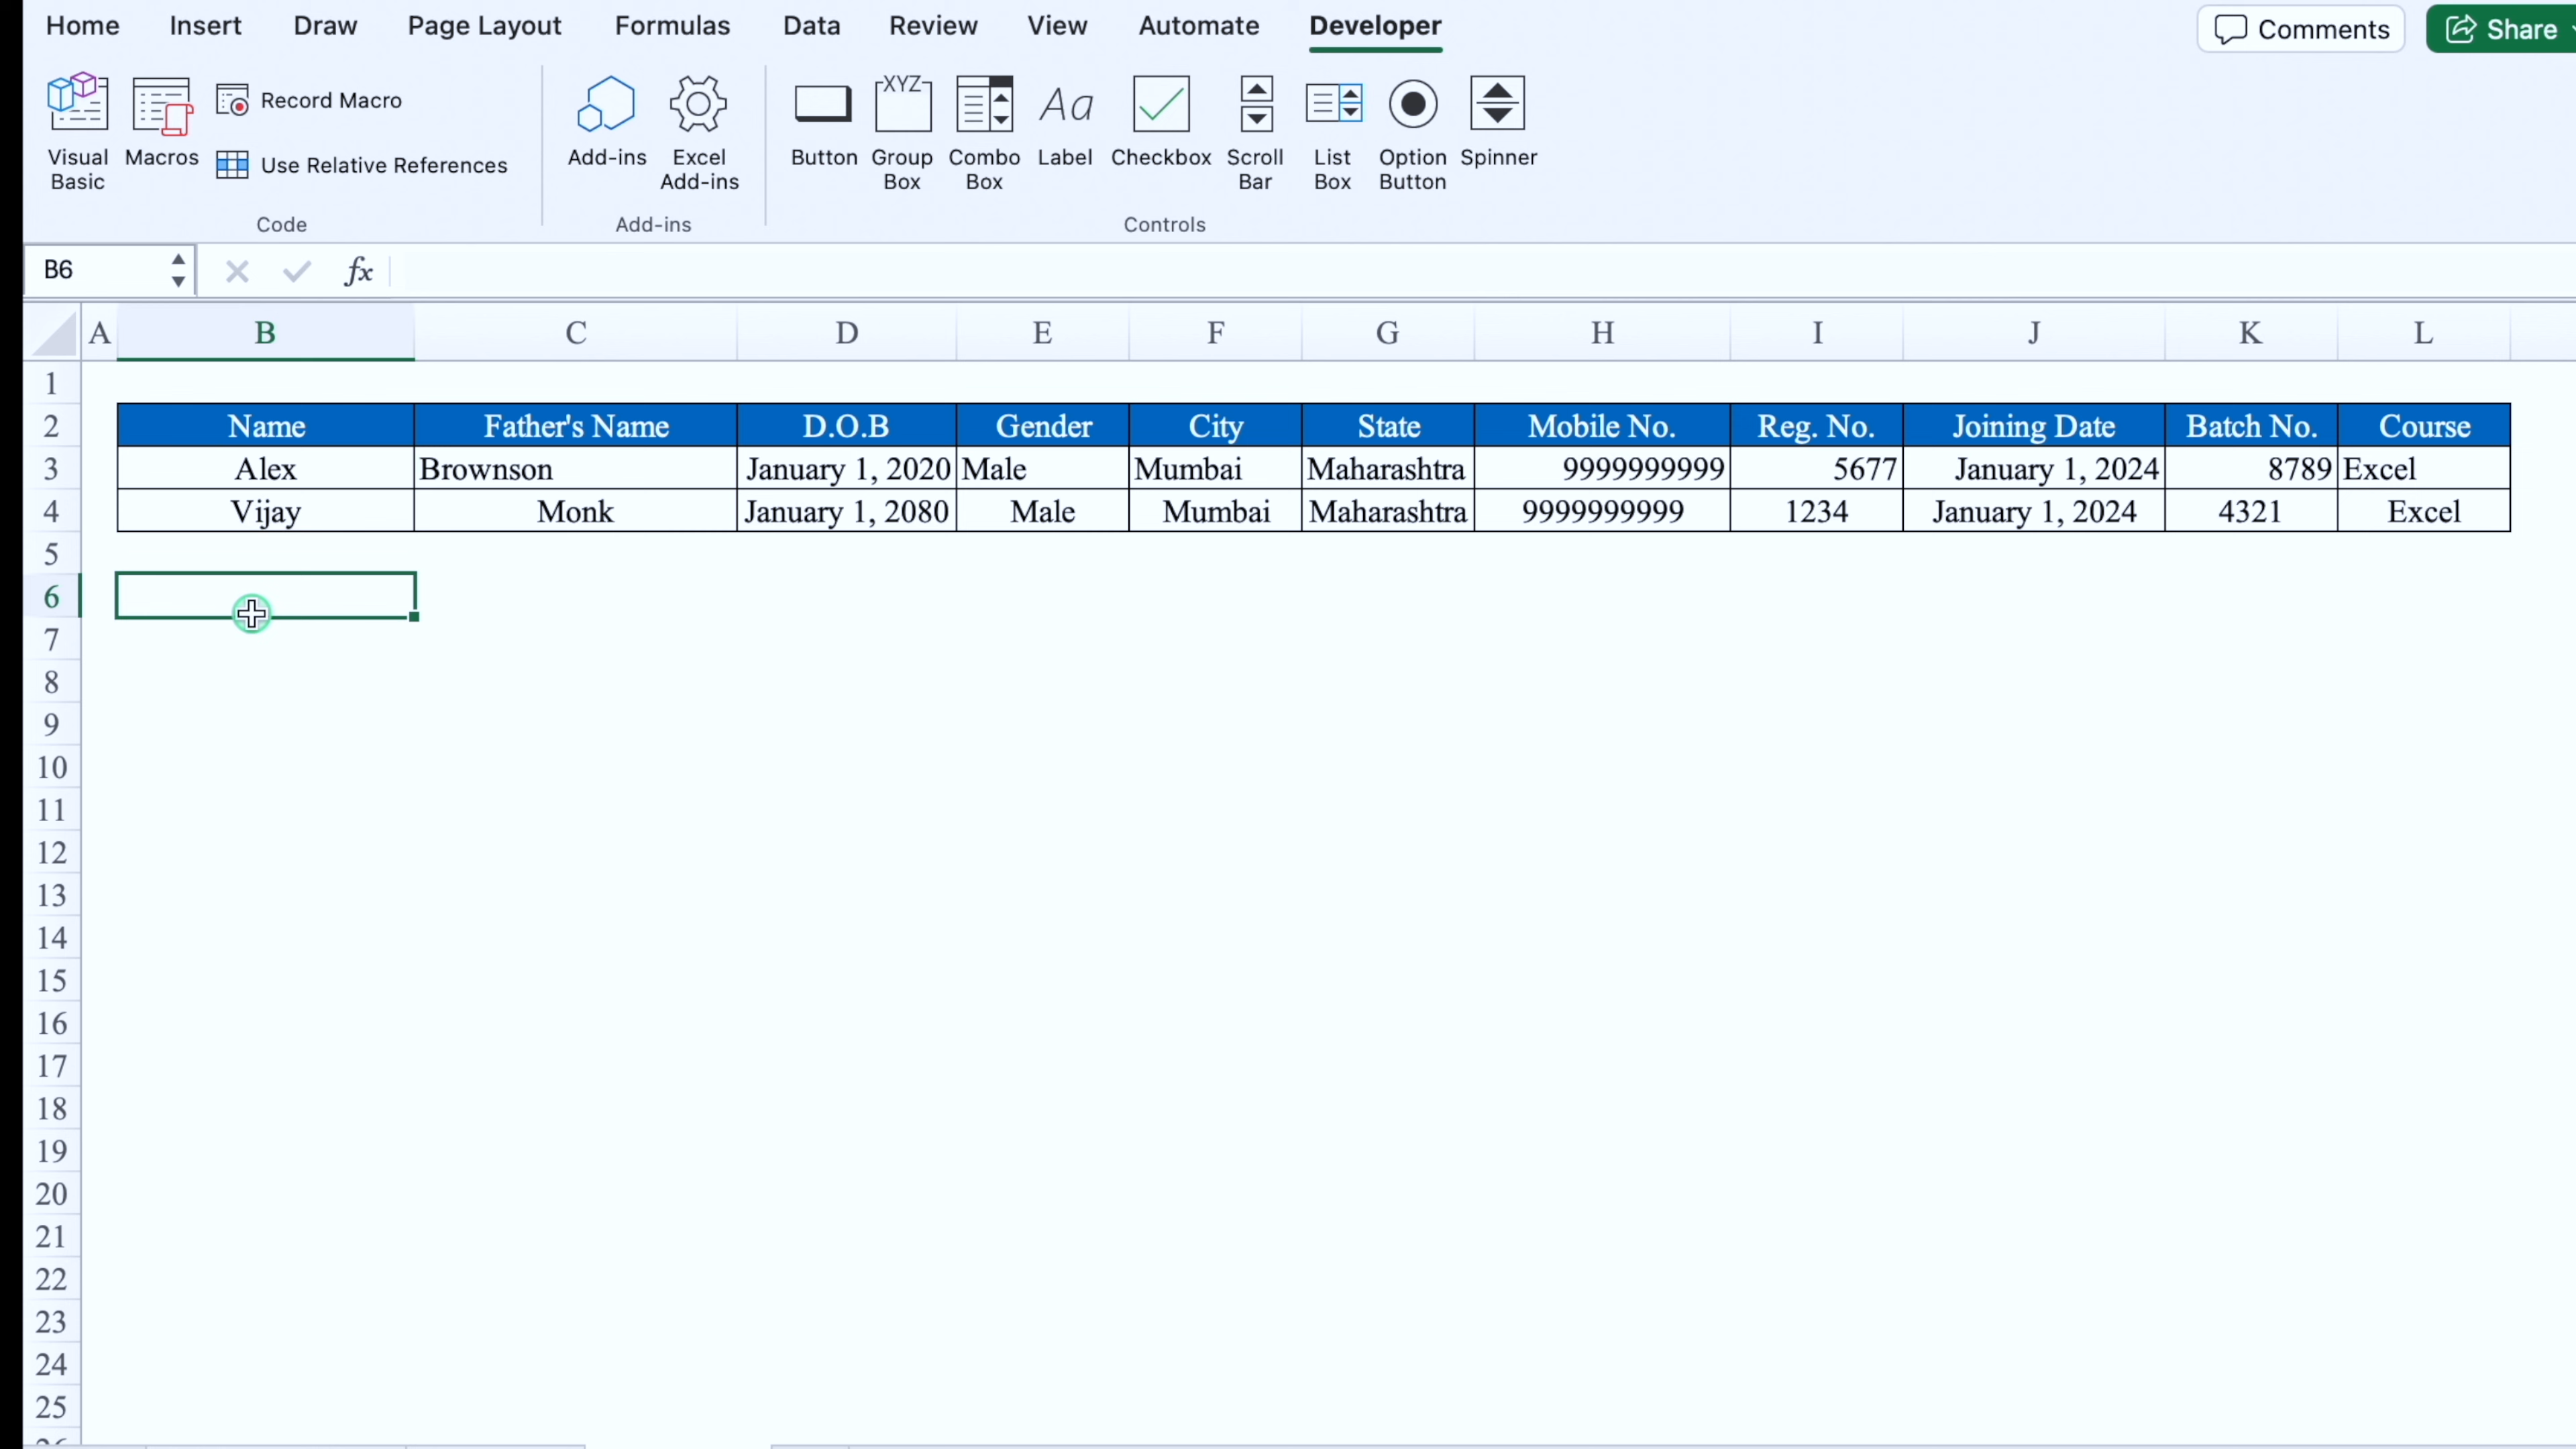 Home Insert Draw Page Layout Formulas Data Review View Automate Developer Comments Share
XYZ
Aa
Record Macro
Use Relative References
Visual Basic Macros Add-ins Excel Add-ins Button Group Box Combo Box Label Checkbox Scroll Bar List Box Option Button Spinner
Code Add-ins Controls
B6 fx
A B C D E F G H I J K L
1
2 Name Father's Name D.O.B Gender City State Mobile No. Reg. No. Joining Date Batch No. Course
3 Alex Brownson January 1, 2020 Male Mumbai Maharashtra 9999999999 5677 January 1, 2024 8789 Excel
4 Vijay Monk January 1, 2080 Male Mumbai Maharashtra 9999999999 1234 January 1, 2024 4321 Excel
5
6
7
8
9
10
11
12
13
14
15
16
17
18
19
20
21
22
23
24
25